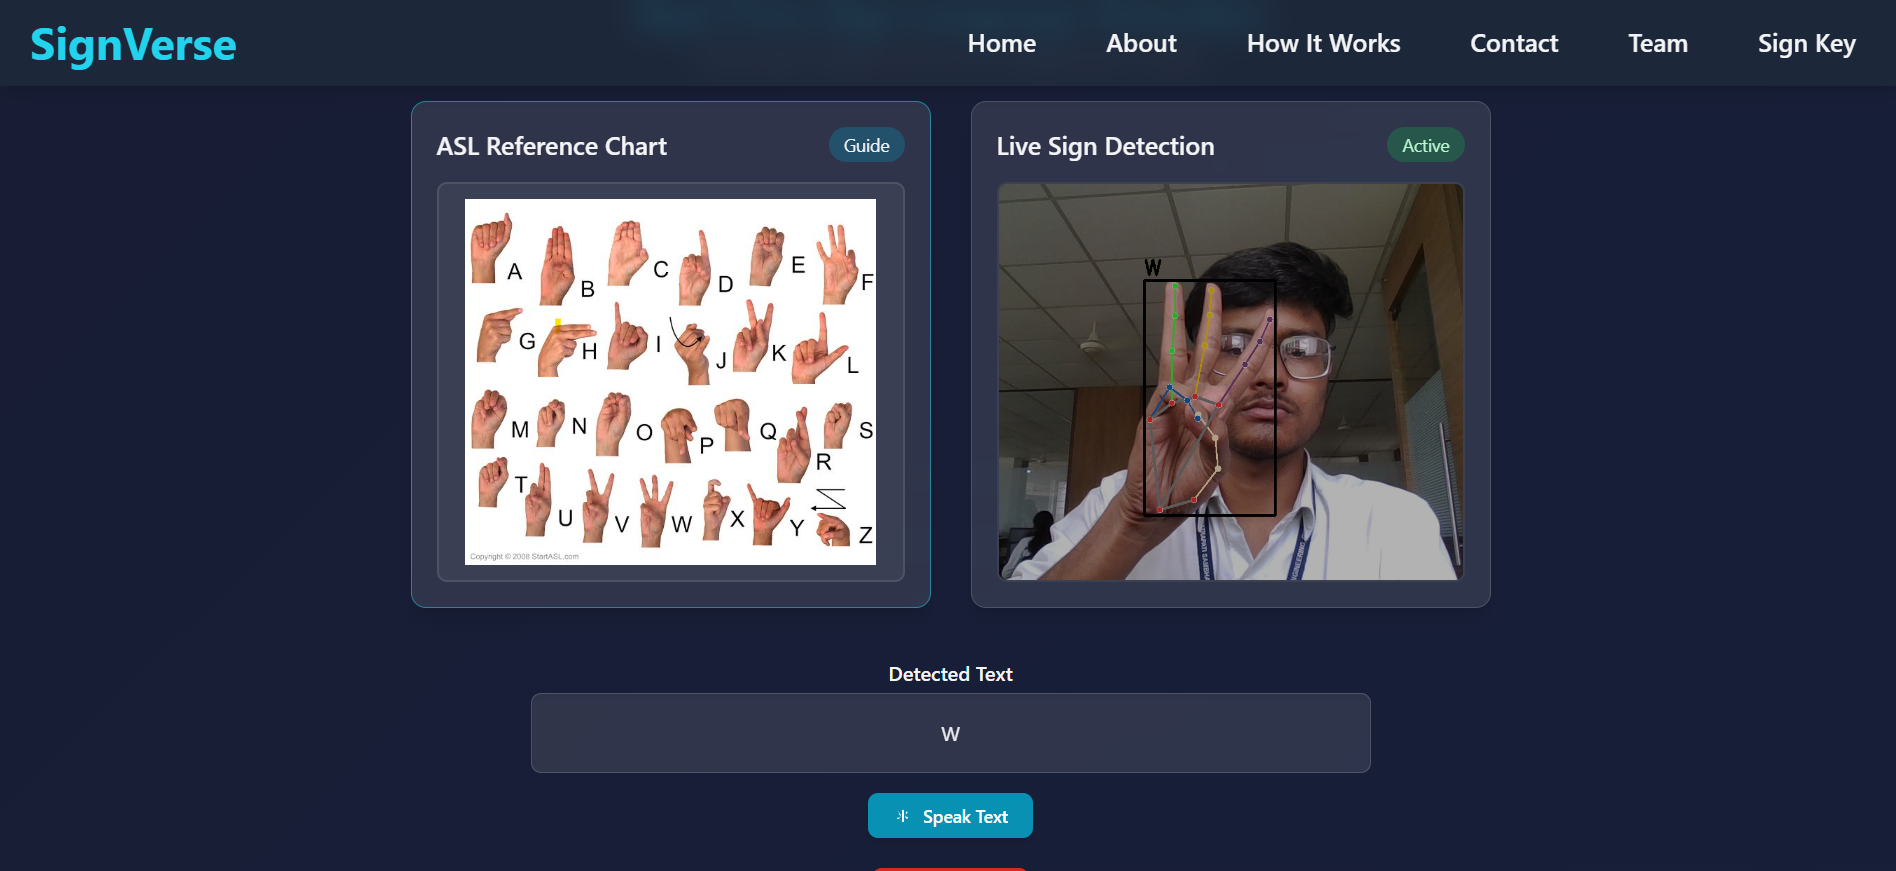 SignVerse
Home
About
How It Works
Contact
Team
Sign Key
ASL Reference Chart
Guide
A
B
C
D
E
F
G
H
I
J
K
L
M
N
O
P
Q
R
S
T
U
V
W
X
Y
Z
Copyright © 2008 StartASL.com
Live Sign Detection
Active
W
Detected Text
W
Speak Text